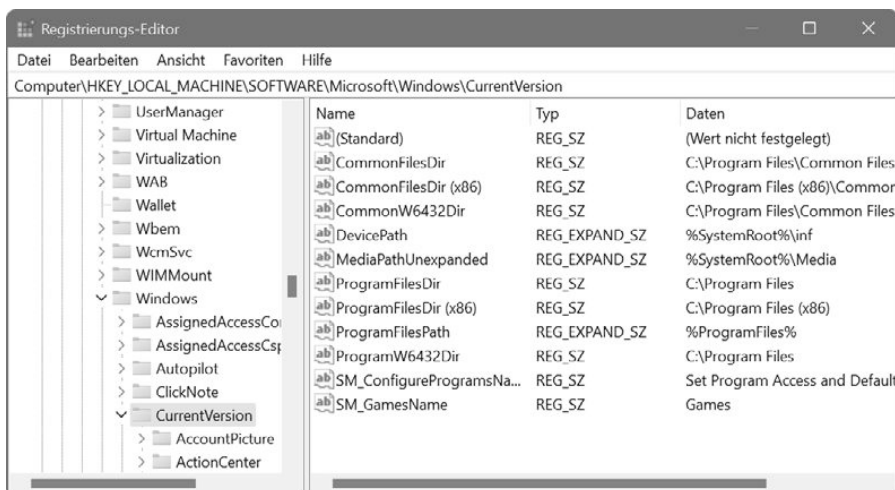 Registrierungs-Editor
Datei Bearbeiten Ansicht Favoriten Hilfe
Computer\HKEY_LOCAL_MACHINE\SOFTWARE\Microsoft\Windows\CurrentVersion
UserManager
Virtual Machine
Virtualization
WAB
Wallet
Wbem
WcmSvc
WIMMount
Windows
AssignedAccessCo
AssignedAccessCsp
Autopilot
ClickNote
CurrentVersion
AccountPicture
ActionCenter
Name Typ Daten
(Standard) REG_SZ (Wert nicht festgelegt)
CommonFilesDir REG_SZ C:\Program Files\Common Files
CommonFilesDir (x86) REG_SZ C:\Program Files (x86)\Common
CommonW6432Dir REG_SZ C:\Program Files\Common Files
DevicePath REG_EXPAND_SZ %SystemRoot%\inf
MediaPathUnexpanded REG_EXPAND_SZ %SystemRoot%\Media
ProgramFilesDir REG_SZ C:\Program Files
ProgramFilesDir (x86) REG_SZ C:\Program Files (x86)
ProgramFilesPath REG_EXPAND_SZ %ProgramFiles%
ProgramW6432Dir REG_SZ C:\Program Files
SM_ConfigureProgramsNa... REG_SZ Set Program Access and Default
SM_GamesName REG_SZ Games